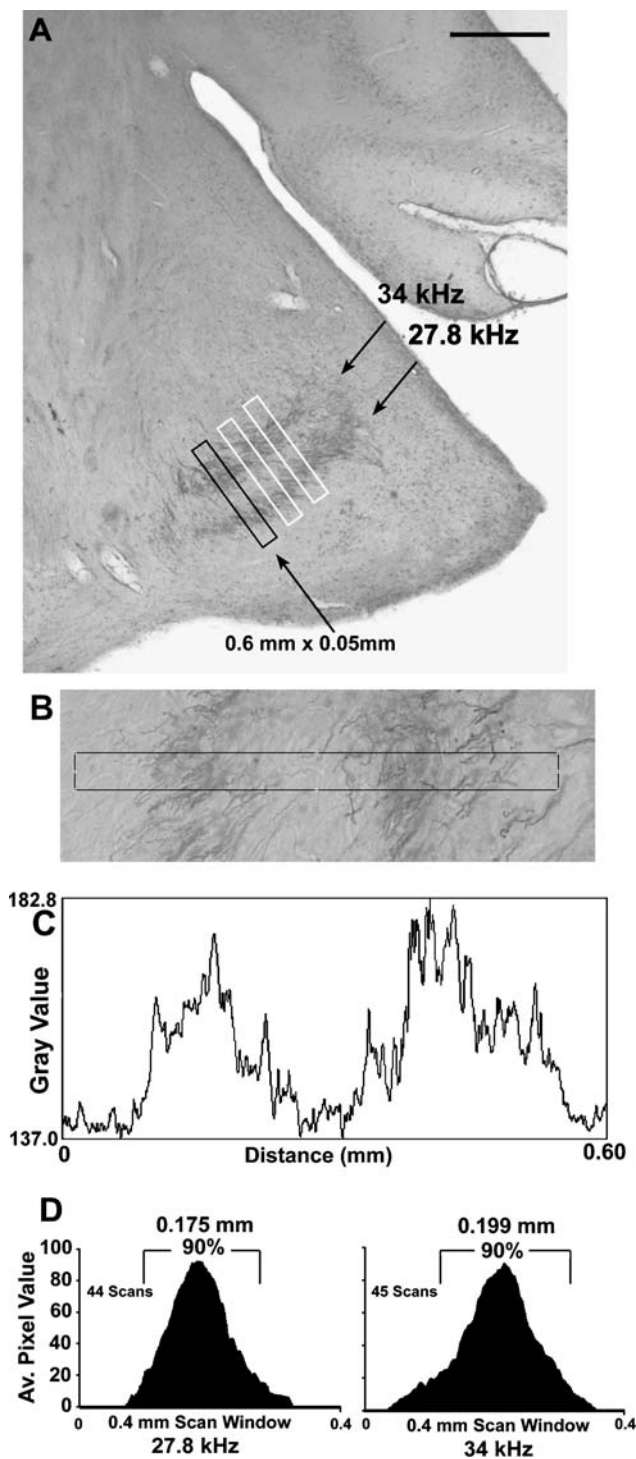 A
34 kHz
27.8 kHz
0.6 mm x 0.05mm
B
C
182.8
Gray Value
137.0
0
Distance (mm)
0.60
D
0.175 mm
90%
44 Scans
Av. Pixel Value
100
80
60
40
20
0
0
0.4 mm Scan Window
0.4
27.8 kHz
0.199 mm
90%
45 Scans
0
0.4 mm Scan Window
0.4
34 kHz